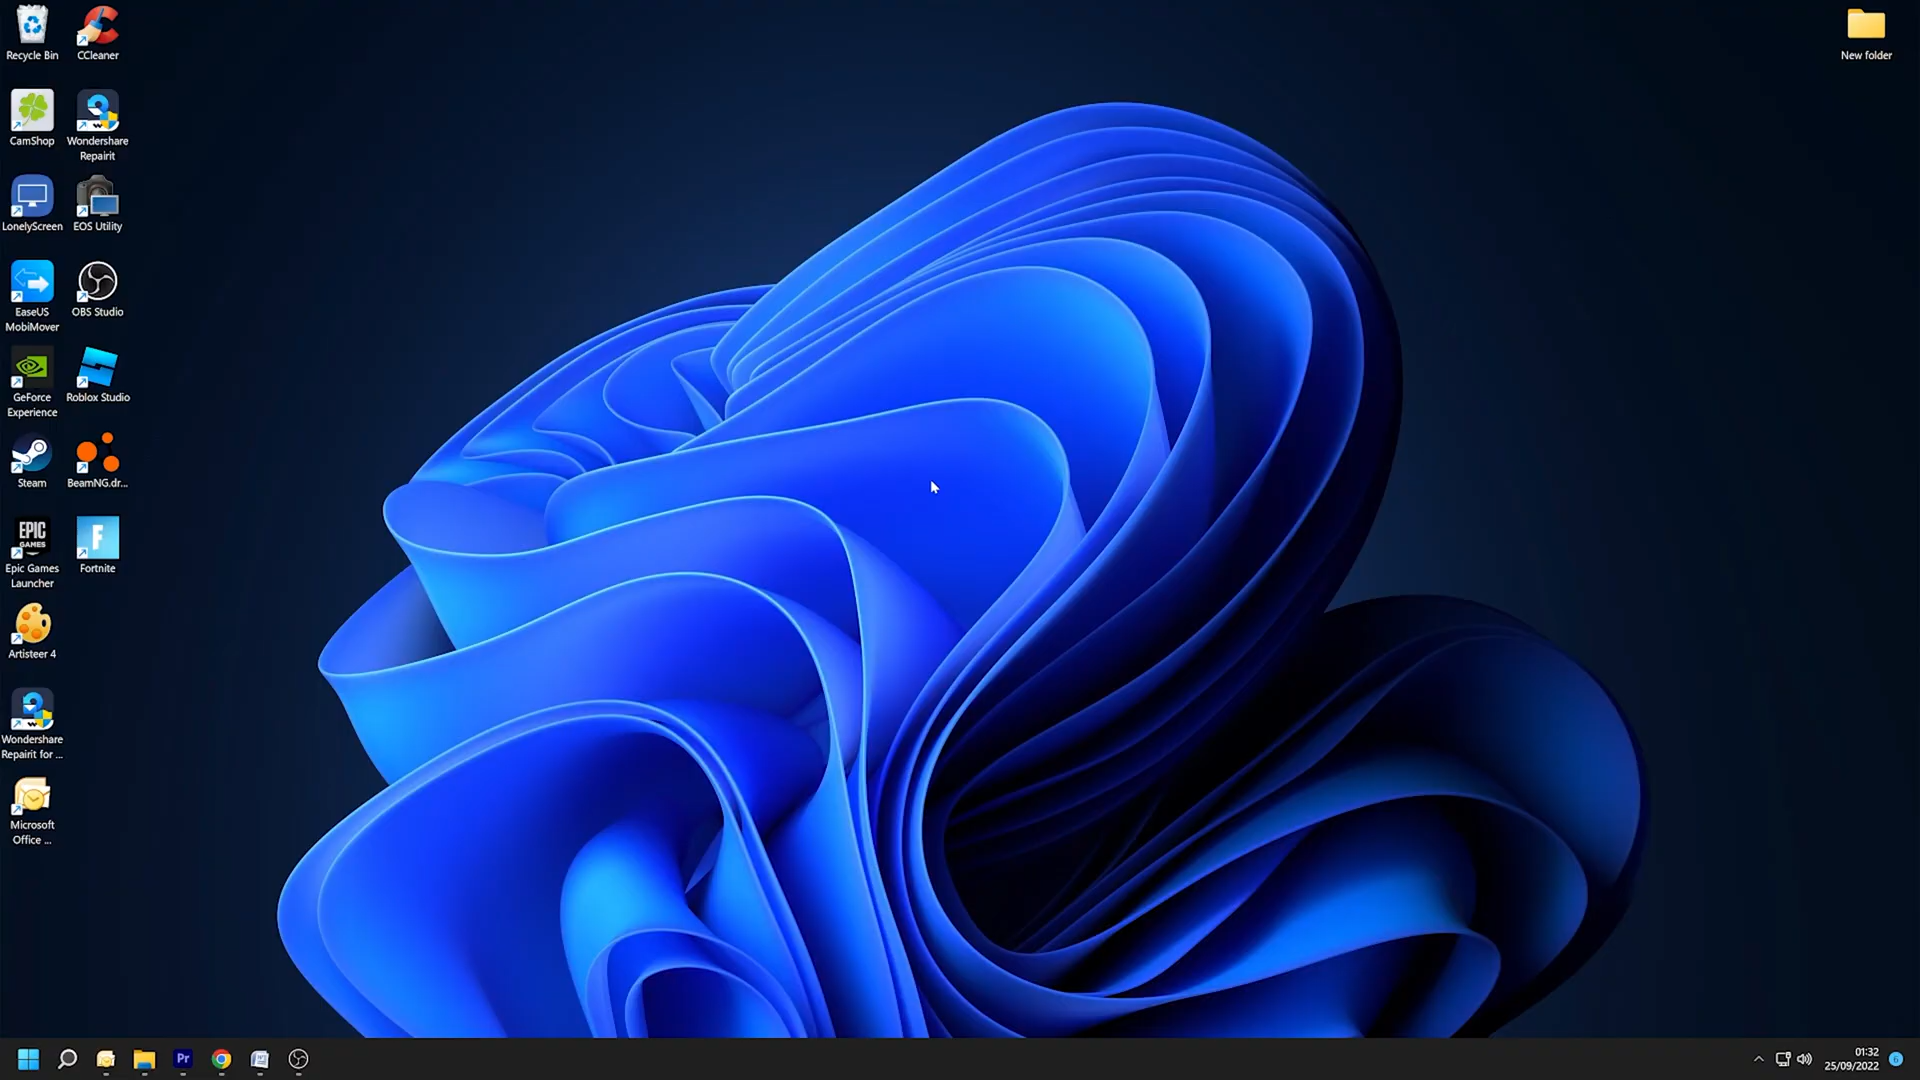 Recycle Bin
CCleaner
New folder
CamShop
Wondershare
Repairit
LonelyScreen
EOS Utility
EaseUS
MobiMover
OBS Studio
GeForce
Experience
Roblox Studio
Steam
BeamNG.dr...
EPIC
GAMES
Epic Games
Launcher
F
Fortnite
Artisteer 4
Wondershare
Repairit for ...
Microsoft
Office ...
Pr
01:32
25/09/2022
6